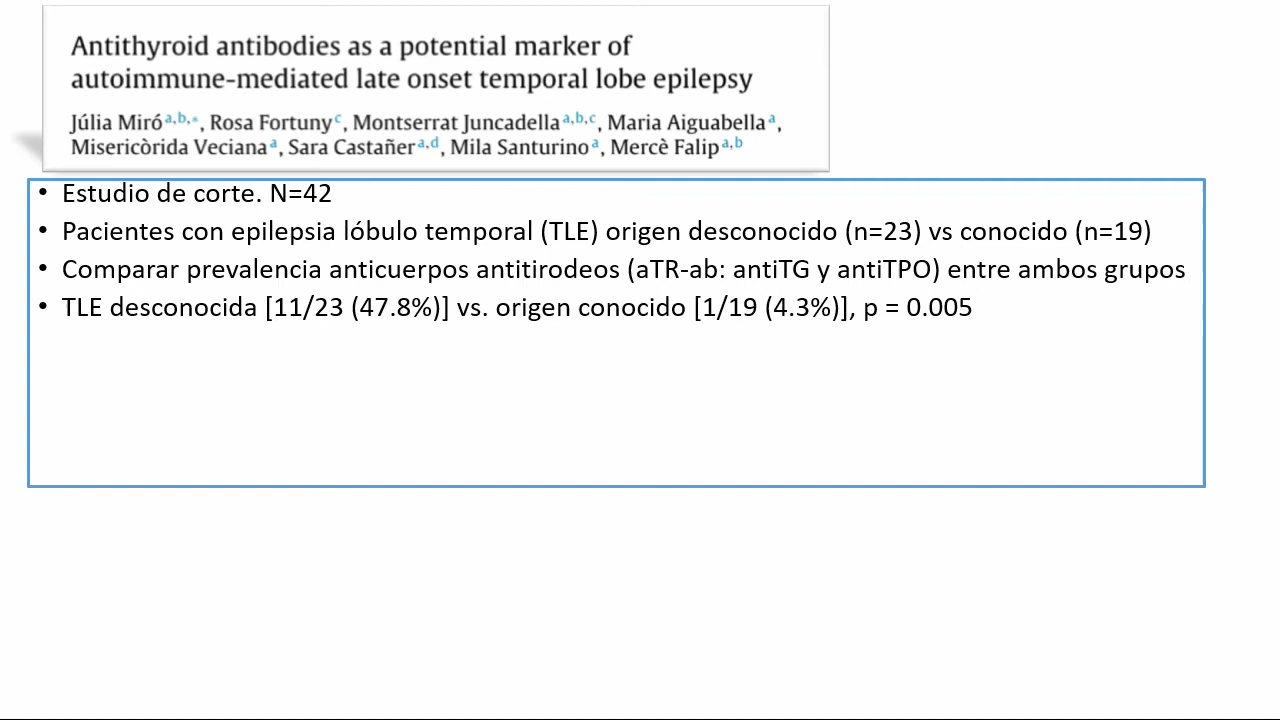 Antithyroid antibodies as a potential marker of
autoimmune-mediated late onset temporal lobe epilepsy
Júlia Miró a,b,*, Rosa Fortuny c, Montserrat Juncadella a,b,c, Maria Aiguabella a,
Misericòrida Veciana a, Sara Castañer a,d, Mila Santurino a, Mercè Falip a,b
• Estudio de corte. N=42
• Pacientes con epilepsia lóbulo temporal (TLE) origen desconocido (n=23) vs conocido (n=19)
• Comparar prevalencia anticuerpos antitirodeos (aTR-ab: antiTG y antiTPO) entre ambos grupos
• TLE desconocida [11/23 (47.8%)] vs. origen conocido [1/19 (4.3%)], p = 0.005